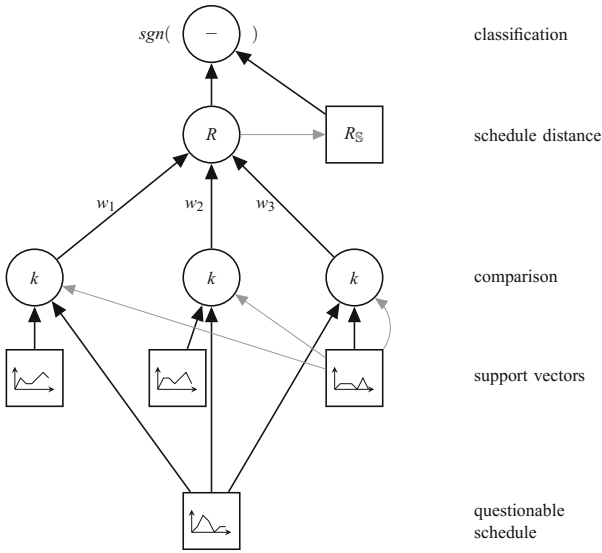 sgn( − ) classification
R R𝕊 schedule distance
w1 w2 w3
k k k comparison
support vectors
questionable
schedule